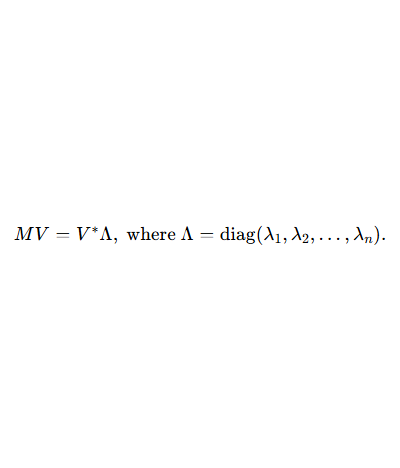 MV = V*Λ, where Λ = diag(λ₁, λ₂, …, λₙ).